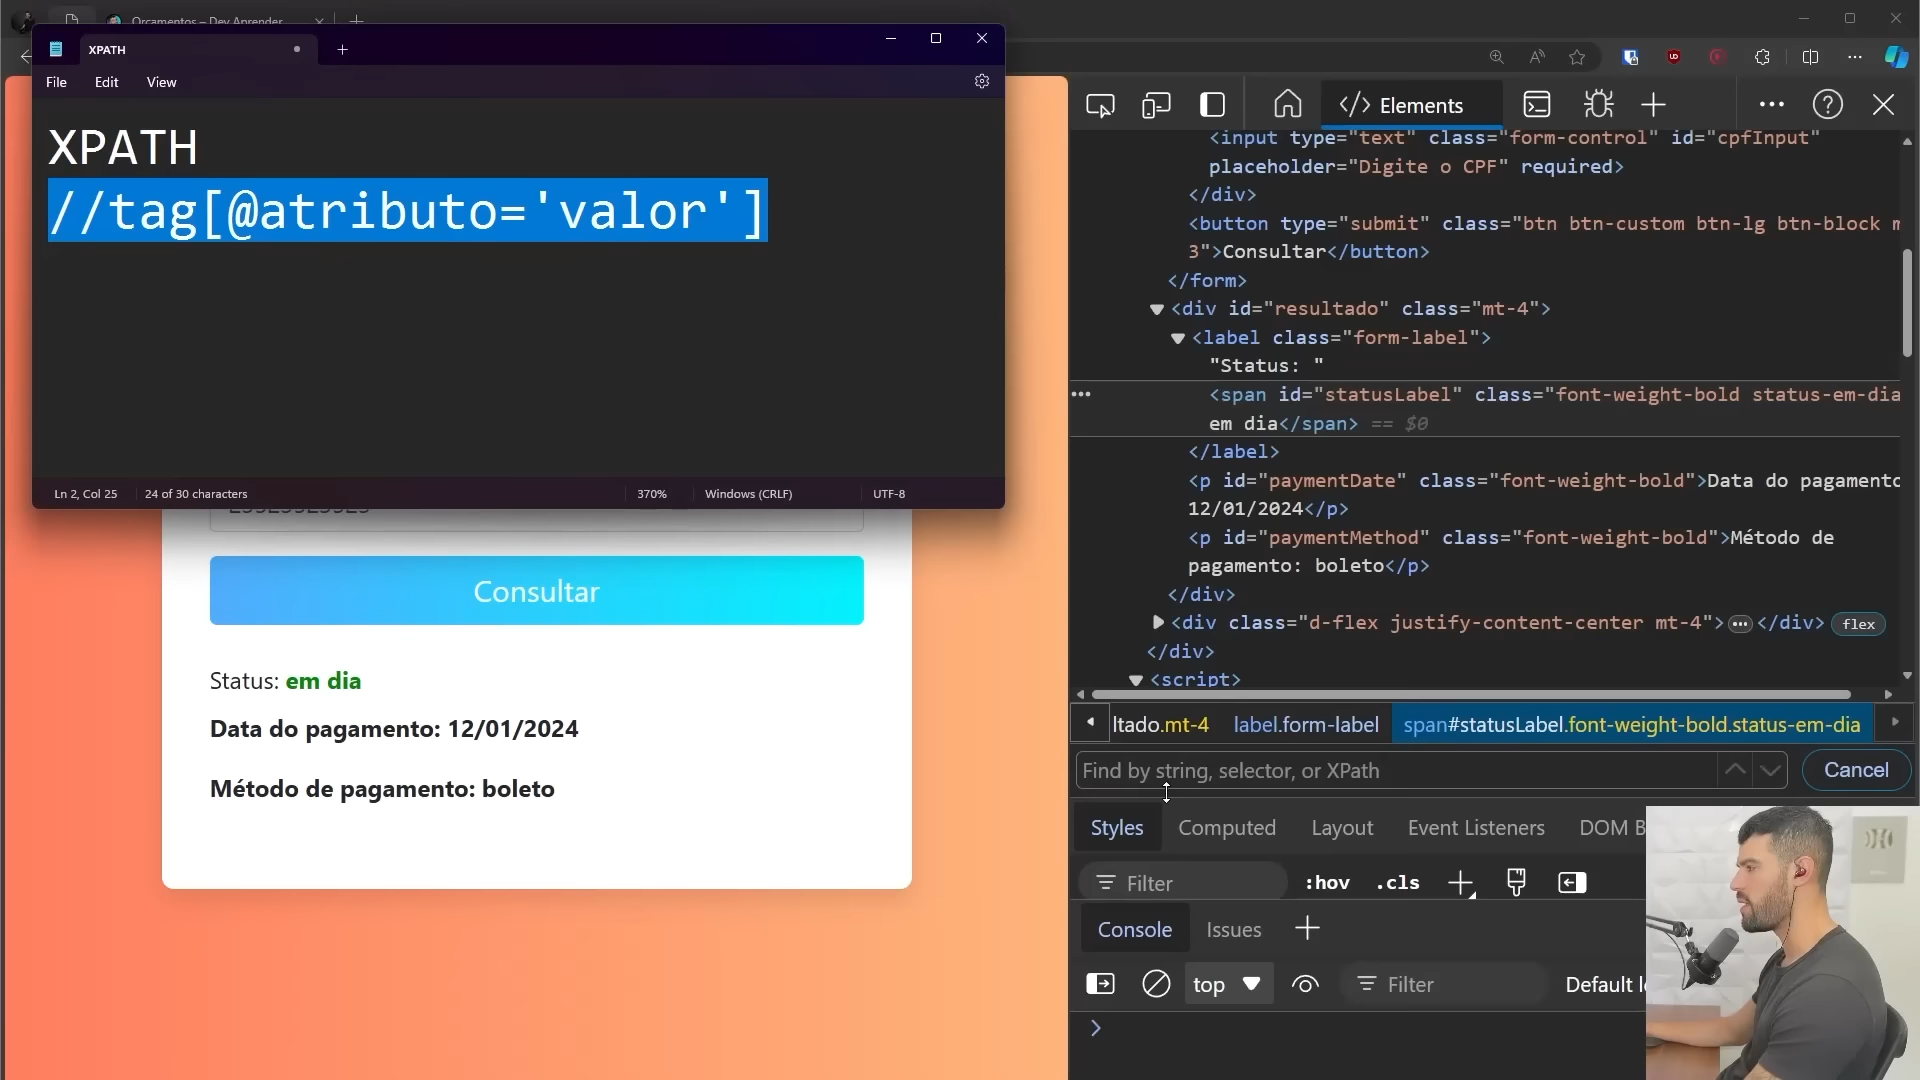 Orcamentos – Dev Aprender
XPATH
File Edit View
XPATH
//tag[@atributo='valor']
Ln 2, Col 25 24 of 30 characters 370% Windows (CRLF) UTF-8
Consultar
Status: em dia
Data do pagamento: 12/01/2024
Método de pagamento: boleto
Elements
<input type="text" class="form-control" id="cpfInput"
placeholder="Digite o CPF" required>
</div>
<button type="submit" class="btn btn-custom btn-lg btn-block m
3">Consultar</button>
</form>
<div id="resultado" class="mt-4">
<label class="form-label">
"Status: "
<span id="statusLabel" class="font-weight-bold status-em-dia
em dia</span> == $0
</label>
<p id="paymentDate" class="font-weight-bold">Data do pagamento
12/01/2024</p>
<p id="paymentMethod" class="font-weight-bold">Método de
pagamento: boleto</p>
</div>
<div class="d-flex justify-content-center mt-4"> ... </div> flex
</div>
<script>
ltado.mt-4 label.form-label span#statusLabel.font-weight-bold.status-em-dia
Find by string, selector, or XPath Cancel
Styles Computed Layout Event Listeners DOM B
Filter :hov .cls
Console Issues
top Filter Default l